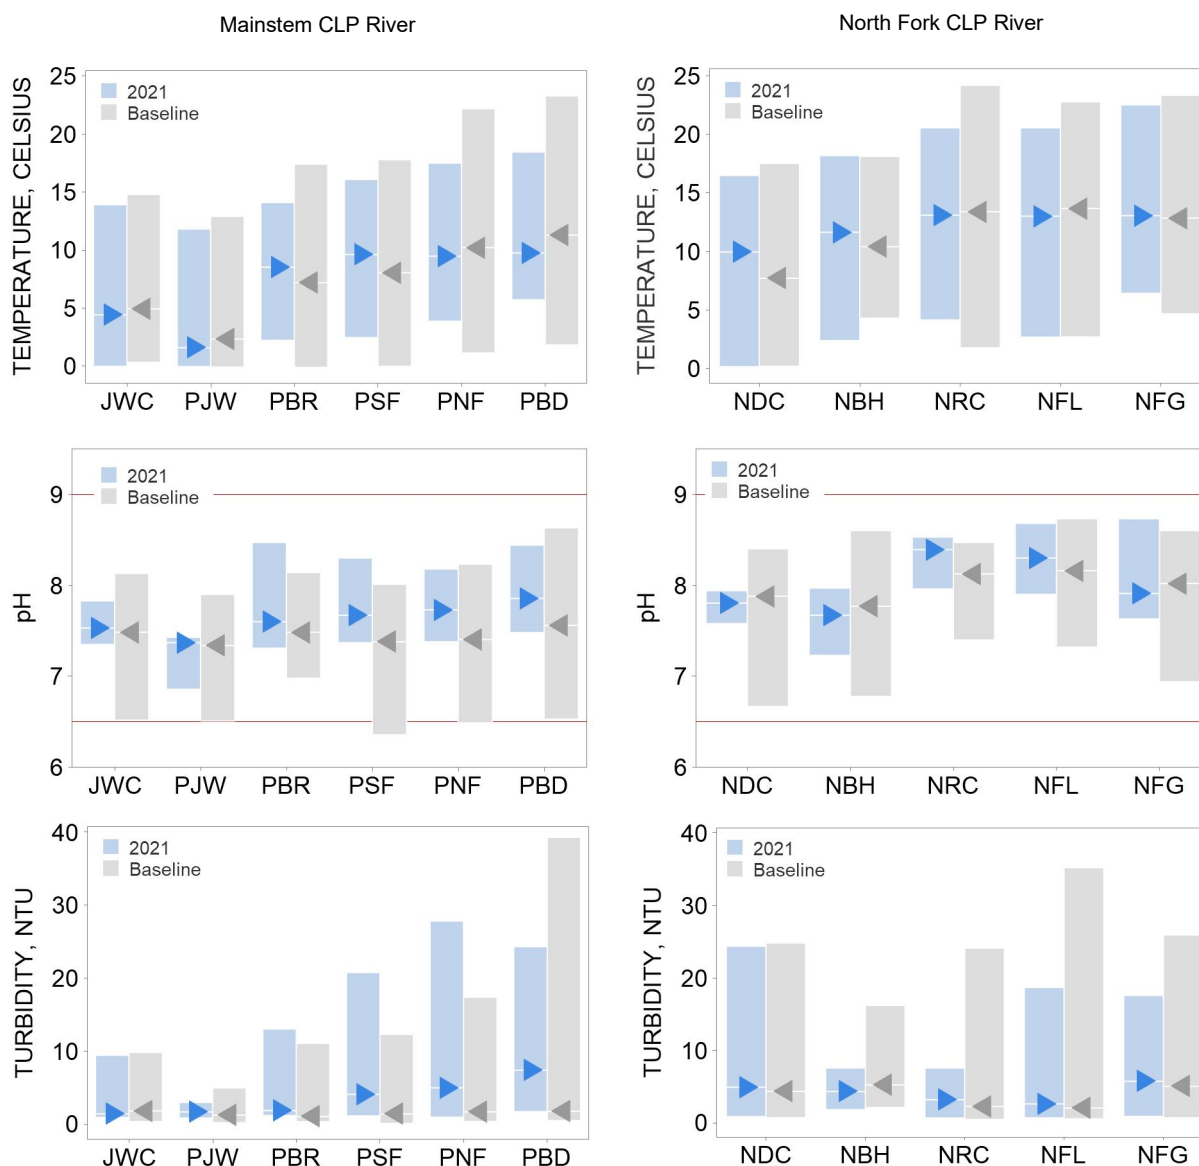 Mainstem CLP River
North Fork CLP River
TEMPERATURE, CELSIUS
25
20
15
10
5
0
2021
Baseline
JWC PJW PBR PSF PNF PBD
TEMPERATURE, CELSIUS
25
20
15
10
5
0
2021
Baseline
NDC NBH NRC NFL NFG
pH
9
8
7
6
2021
Baseline
JWC PJW PBR PSF PNF PBD
9
8
7
6
pH
2021
Baseline
NDC NBH NRC NFL NFG
TURBIDITY, NTU
40
30
20
10
0
2021
Baseline
JWC PJW PBR PSF PNF PBD
TURBIDITY, NTU
40
30
20
10
0
2021
Baseline
NDC NBH NRC NFL NFG